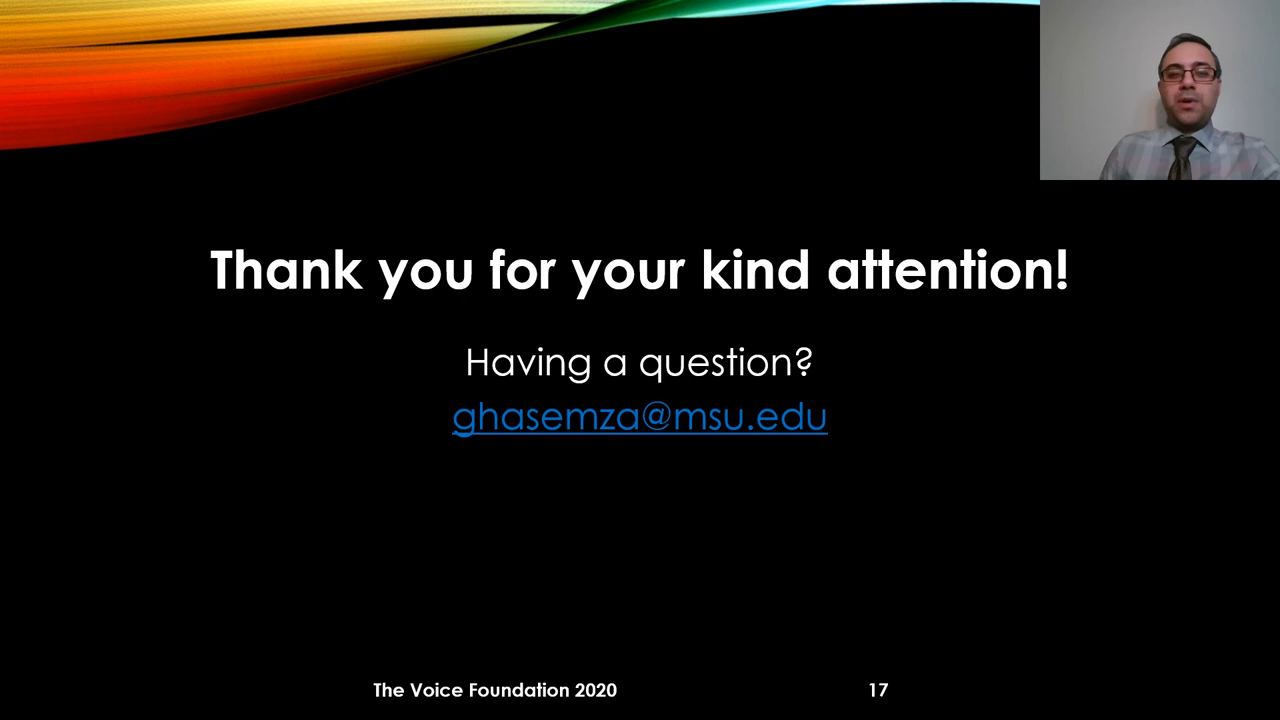 Thank you for your kind attention!
Having a question?
ghasemza@msu.edu
The Voice Foundation 2020
17